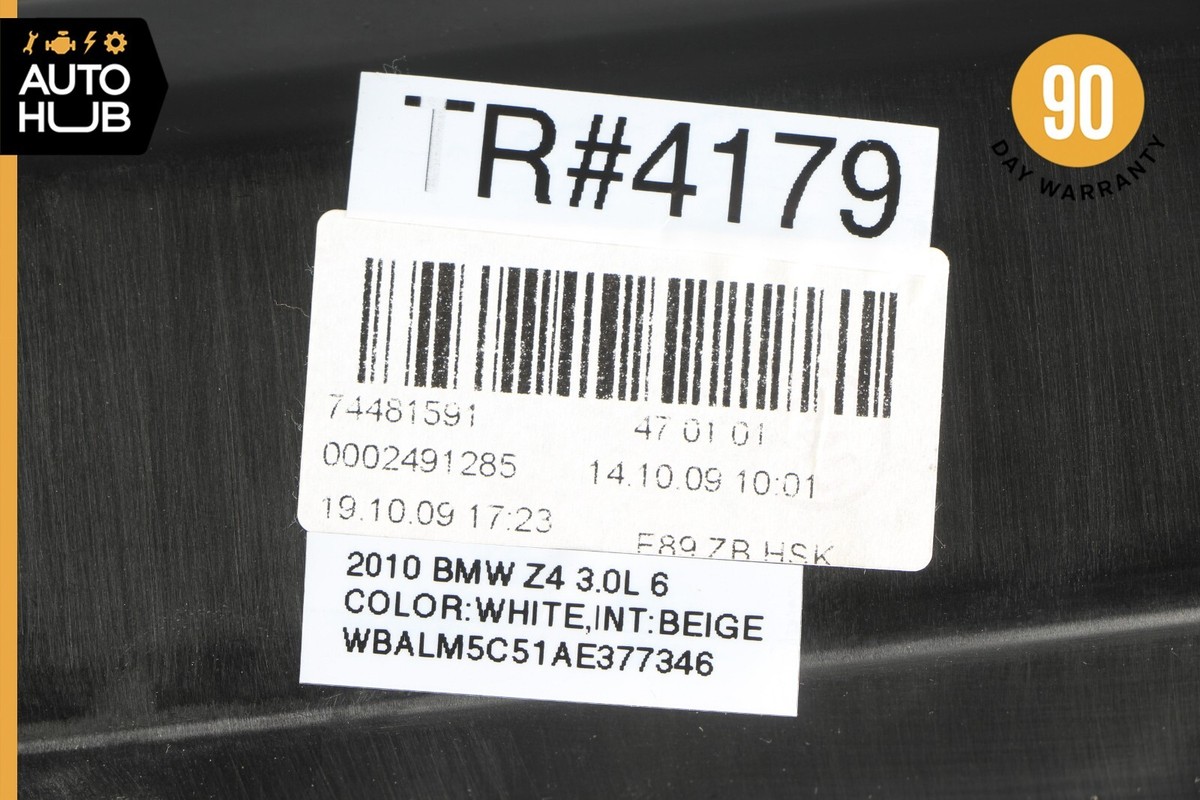 AUTO
HUB
90
DAY WARRANTY
TR#4179
74481591
47 01 01
0002491285
14.10.09 10:01
19.10.09 17:23
E89 ZB HSK
2010 BMW Z4 3.0L 6
COLOR:WHITE,INT:BEIGE
WBALM5C51AE377346